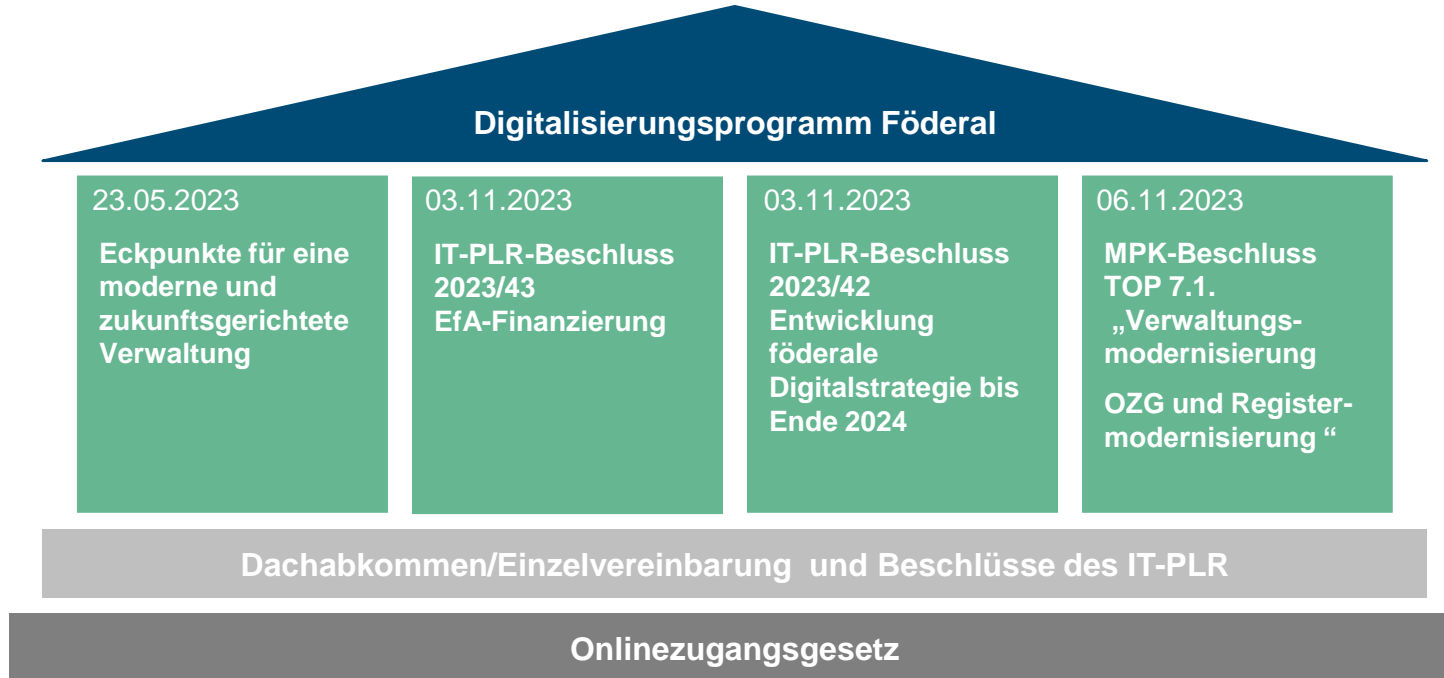 Digitalisierungsprogramm Föderal
23.05.2023
Eckpunkte für eine
moderne und
zukunftsgerichtete
Verwaltung
03.11.2023
IT-PLR-Beschluss
2023/43
EfA-Finanzierung
03.11.2023
IT-PLR-Beschluss
2023/42
Entwicklung
föderale
Digitalstrategie bis
Ende 2024
06.11.2023
MPK-Beschluss
TOP 7.1.
„Verwaltungs-
modernisierung
OZG und Register-
modernisierung “
Dachabkommen/Einzelvereinbarung und Beschlüsse des IT-PLR
Onlinezugangsgesetz